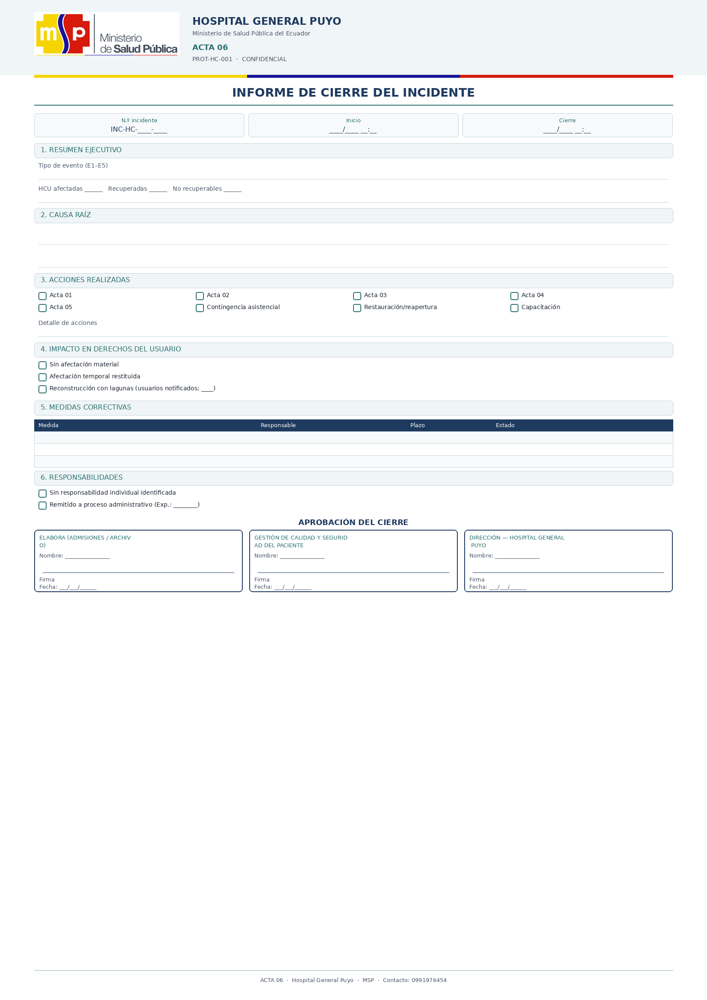 msp
Ministerio
de Salud Pública
HOSPITAL GENERAL PUYO
Ministerio de Salud Pública del Ecuador
ACTA 06
PROT-HC-001 · CONFIDENCIAL
INFORME DE CIERRE DEL INCIDENTE
N.º incidente
INC-HC-____-____
Inicio
____/____ __:__
Cierre
____/____ __:__
1. RESUMEN EJECUTIVO
Tipo de evento (E1–E5)
HCU afectadas ______ Recuperadas ______ No recuperables ______
2. CAUSA RAÍZ
3. ACCIONES REALIZADAS
Acta 01 Acta 02 Acta 03 Acta 04
Acta 05 Contingencia asistencial Restauración/reapertura Capacitación
Detalle de acciones
4. IMPACTO EN DERECHOS DEL USUARIO
Sin afectación material
Afectación temporal restituida
Reconstrucción con lagunas (usuarios notificados: ____)
5. MEDIDAS CORRECTIVAS
Medida Responsable Plazo Estado
6. RESPONSABILIDADES
Sin responsabilidad individual identificada
Remitido a proceso administrativo (Exp.: ________)
APROBACIÓN DEL CIERRE
ELABORA (ADMISIONES / ARCHIV
O)
Nombre: ________________
Firma
Fecha: ___/___/______
GESTIÓN DE CALIDAD Y SEGURID
AD DEL PACIENTE
Nombre: ________________
Firma
Fecha: ___/___/______
DIRECCIÓN — HOSPITAL GENERAL
PUYO
Nombre: ________________
Firma
Fecha: ___/___/______
ACTA 06 · Hospital General Puyo · MSP · Contacto: 0991976454